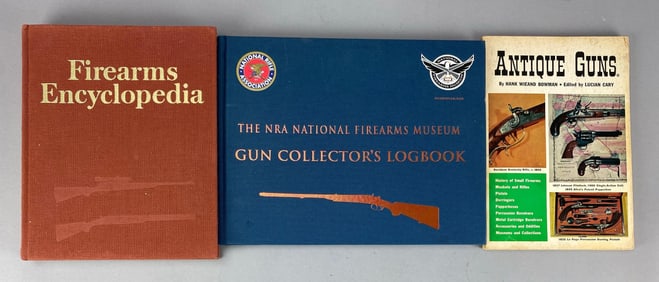 Firearms
Encyclopedia
NATIONAL RIFLE
ASSOCIATION
THE NRA NATIONAL FIREARMS MUSEUM
GUN COLLECTOR'S LOGBOOK
ANTIQUE GUNS
By HANK WIEAND BOWMAN • Edited by LUCIAN CARY
History of Small Firearms
Muskets and Rifles
Pistols
Derringers
Pepperboxes
Percussion Revolvers
Metal Cartridge Revolvers
Accessories and Oddities
Museums and Collections